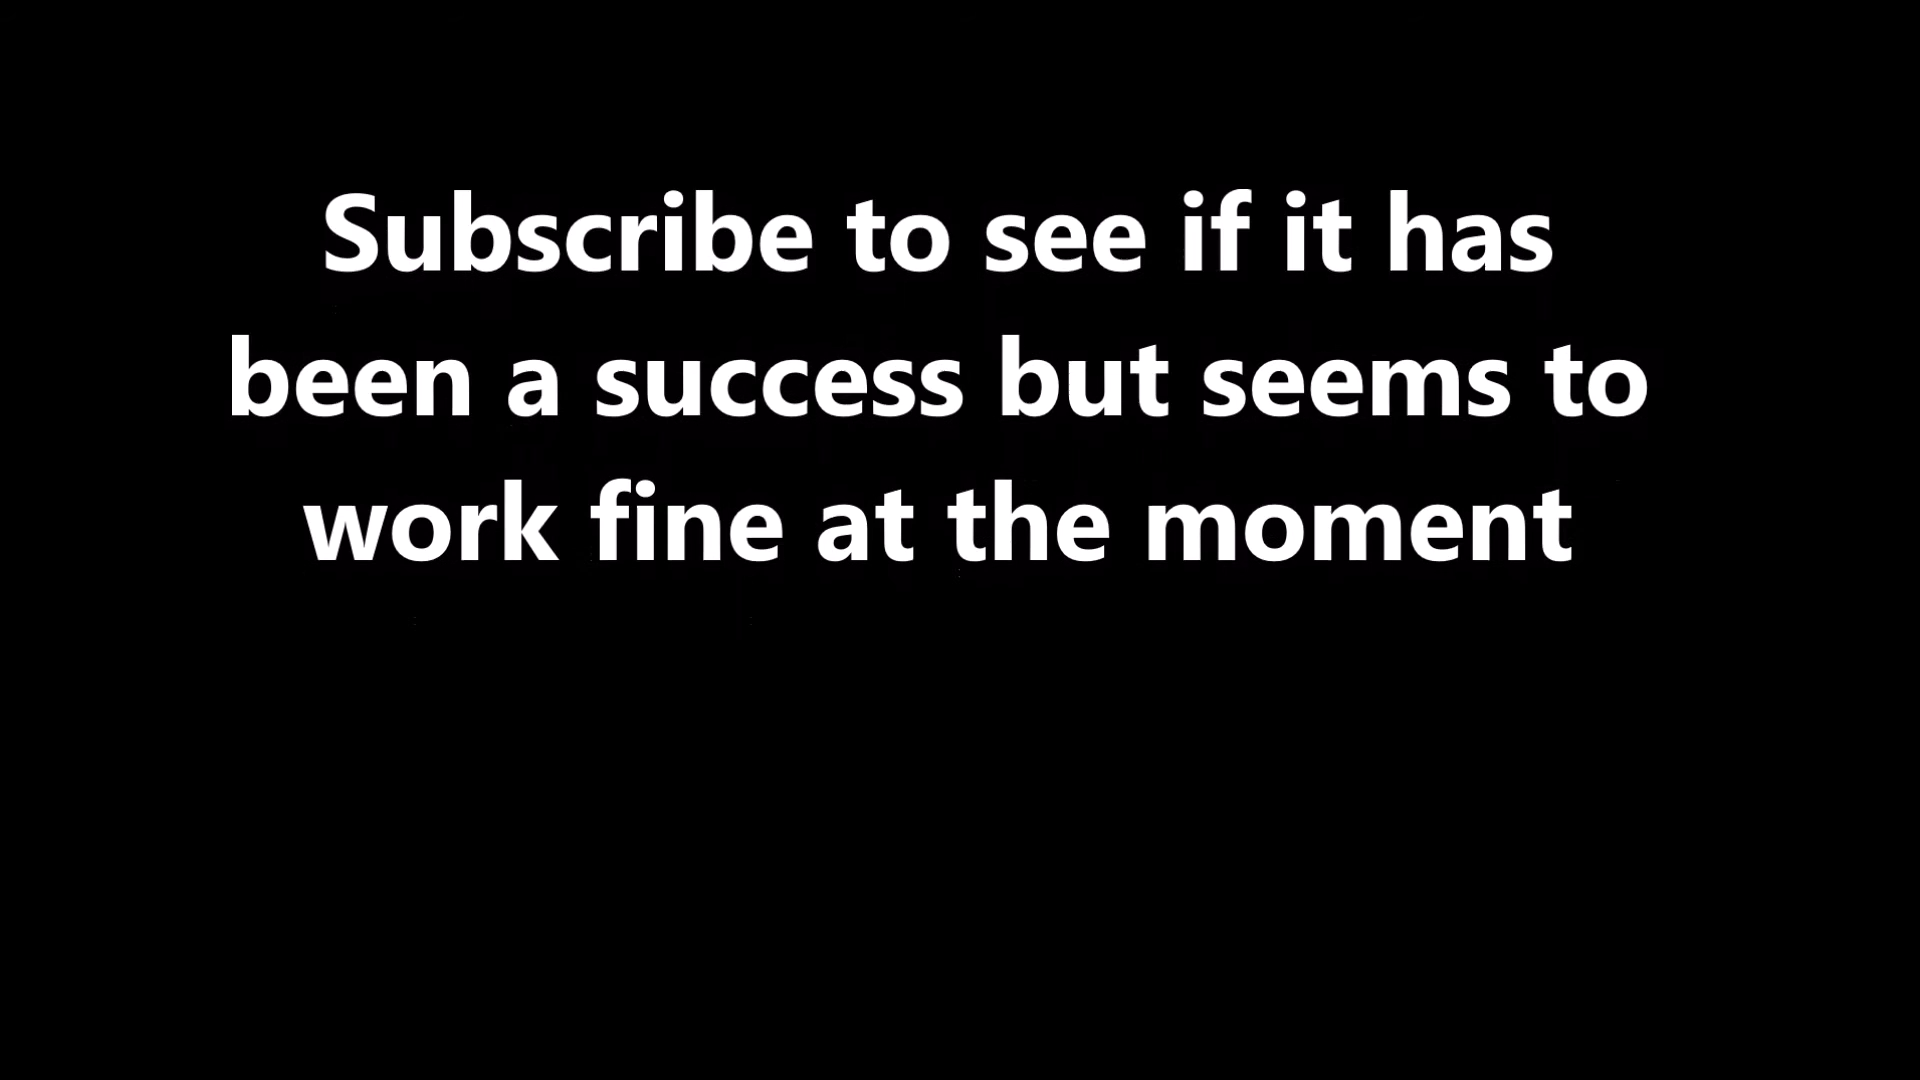 Subscribe to see if it has
been a success but seems to
work fine at the moment